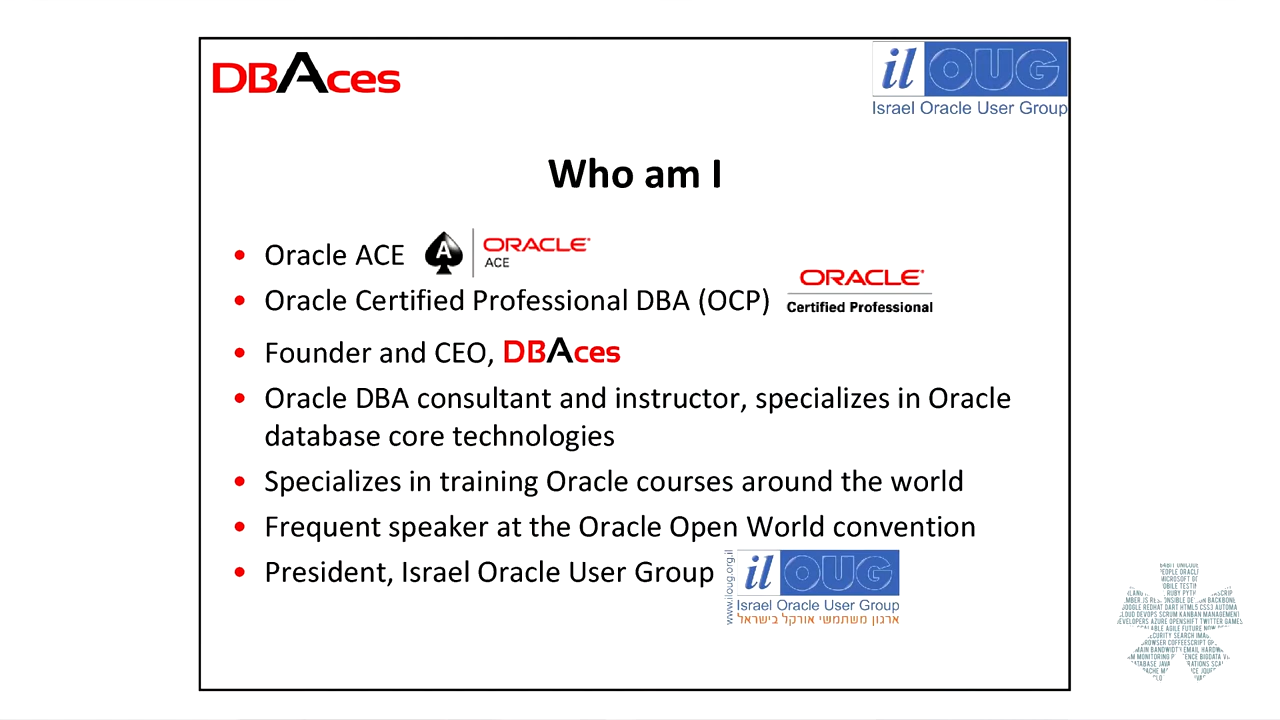 DBAces
il OUG
Israel Oracle User Group
Who am I
• Oracle ACE
A
ORACLE®
ACE
• Oracle Certified Professional DBA (OCP)
ORACLE®
Certified Professional
• Founder and CEO, DBAces
• Oracle DBA consultant and instructor, specializes in Oracle
database core technologies
• Specializes in training Oracle courses around the world
• Frequent speaker at the Oracle Open World convention
• President, Israel Oracle User Group
www.iloug.org.il
il OUG
Israel Oracle User Group
ארגון משתמשי אורקל בישראל